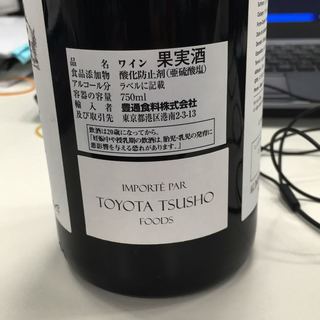 品 名 ワイン 果実酒
食品添加物 酸化防止剤(亜硫酸塩)
アルコール分 ラベルに記載
容器の容量 750ml
輸入者 豊通食料株式会社
及び取引先 東京都港区港南2-3-13
飲酒は20歳になってから。
「妊娠中や授乳期の飲酒は、胎児・乳児の発育に
悪影響を与える恐れがあります。」
IMPORTÉ PAR
TOYOTA TSUSHO
FOODS